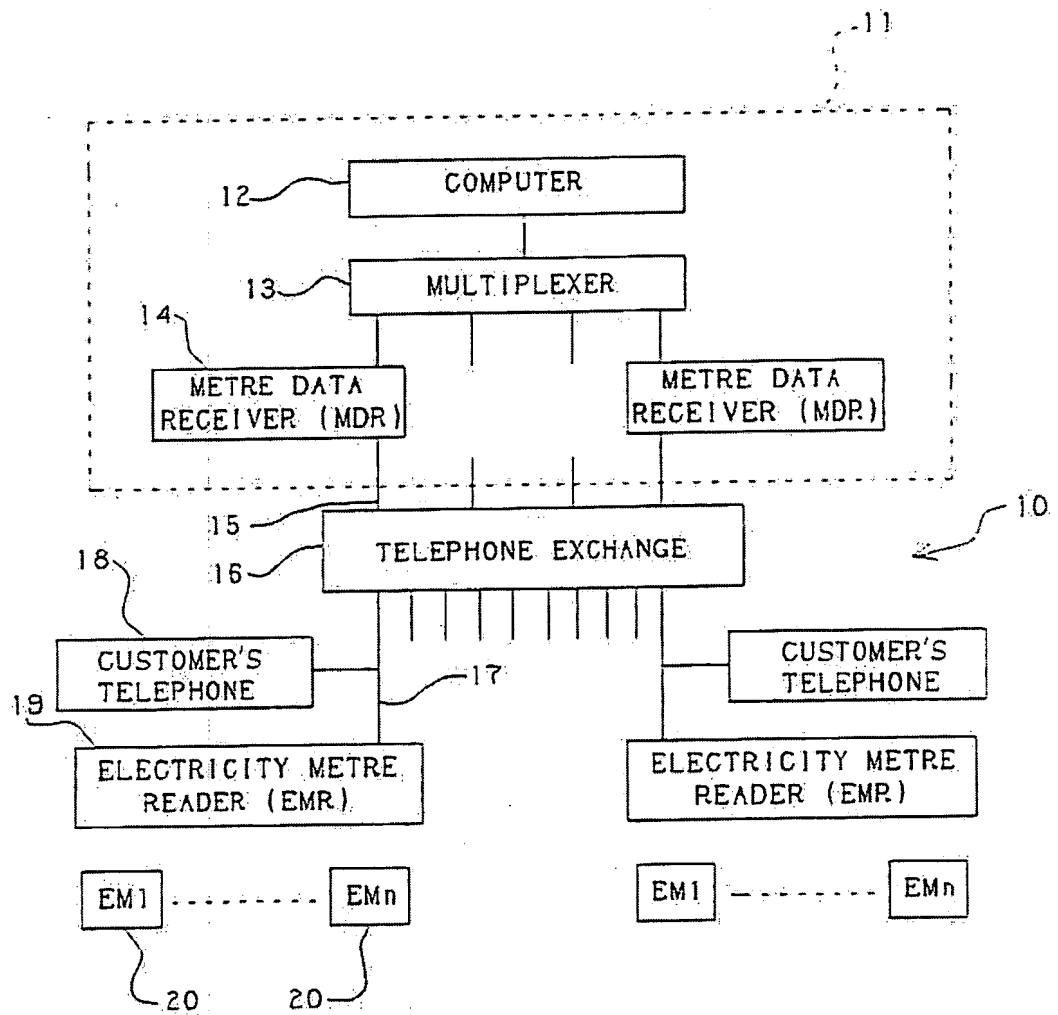 11
12
COMPUTER
13
MULTIPLEXER
14
METRE DATA
RECEIVER (MDR)
METRE DATA
RECEIVER (MDR)
15
10
16
TELEPHONE EXCHANGE
18
CUSTOMER'S
TELEPHONE
17
CUSTOMER'S
TELEPHONE
19
ELECTRICITY METRE
READER (EMR)
ELECTRICITY METRE
READER (EMR)
EM1
EMn
EM1
EMn
20
20